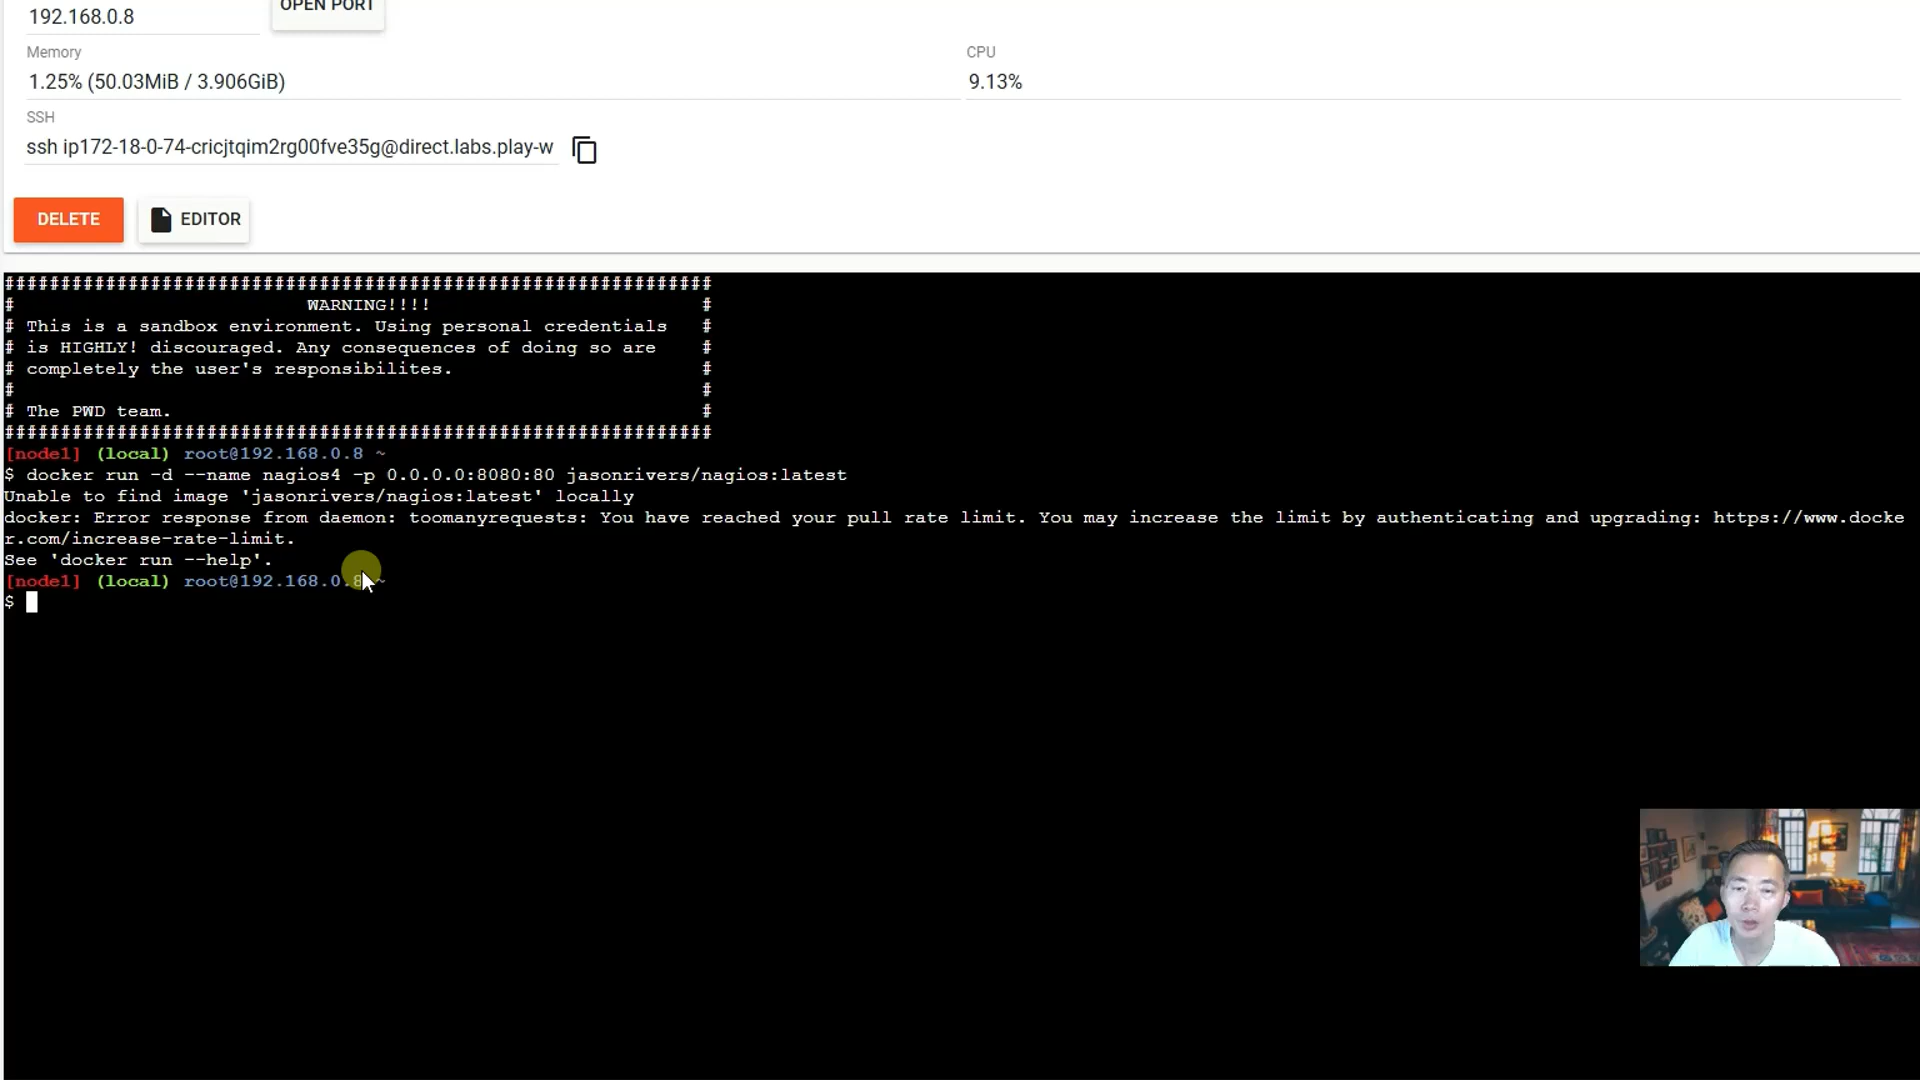 OPEN PORT
192.168.0.8
Memory
CPU
1.25% (50.03MiB / 3.906GiB)
9.13%
SSH
ssh ip172-18-0-74-cricjtqim2rg00fve35g@direct.labs.play-w
DELETE
EDITOR
###############################################################
#                          WARNING!!!!                        #
# This is a sandbox environment. Using personal credentials   #
# is HIGHLY! discouraged. Any consequences of doing so are    #
# completely the user's responsibilites.                      #
#                                                             #
# The PWD team.                                               #
###############################################################
[node1] (local) root@192.168.0.8 ~
$ docker run -d --name nagios4 -p 0.0.0.0:8080:80 jasonrivers/nagios:latest
Unable to find image 'jasonrivers/nagios:latest' locally
docker: Error response from daemon: toomanyrequests: You have reached your pull rate limit. You may increase the limit by authenticating and upgrading: https://www.docke
r.com/increase-rate-limit.
See 'docker run --help'.
[node1] (local) root@192.168.0.8 ~
$